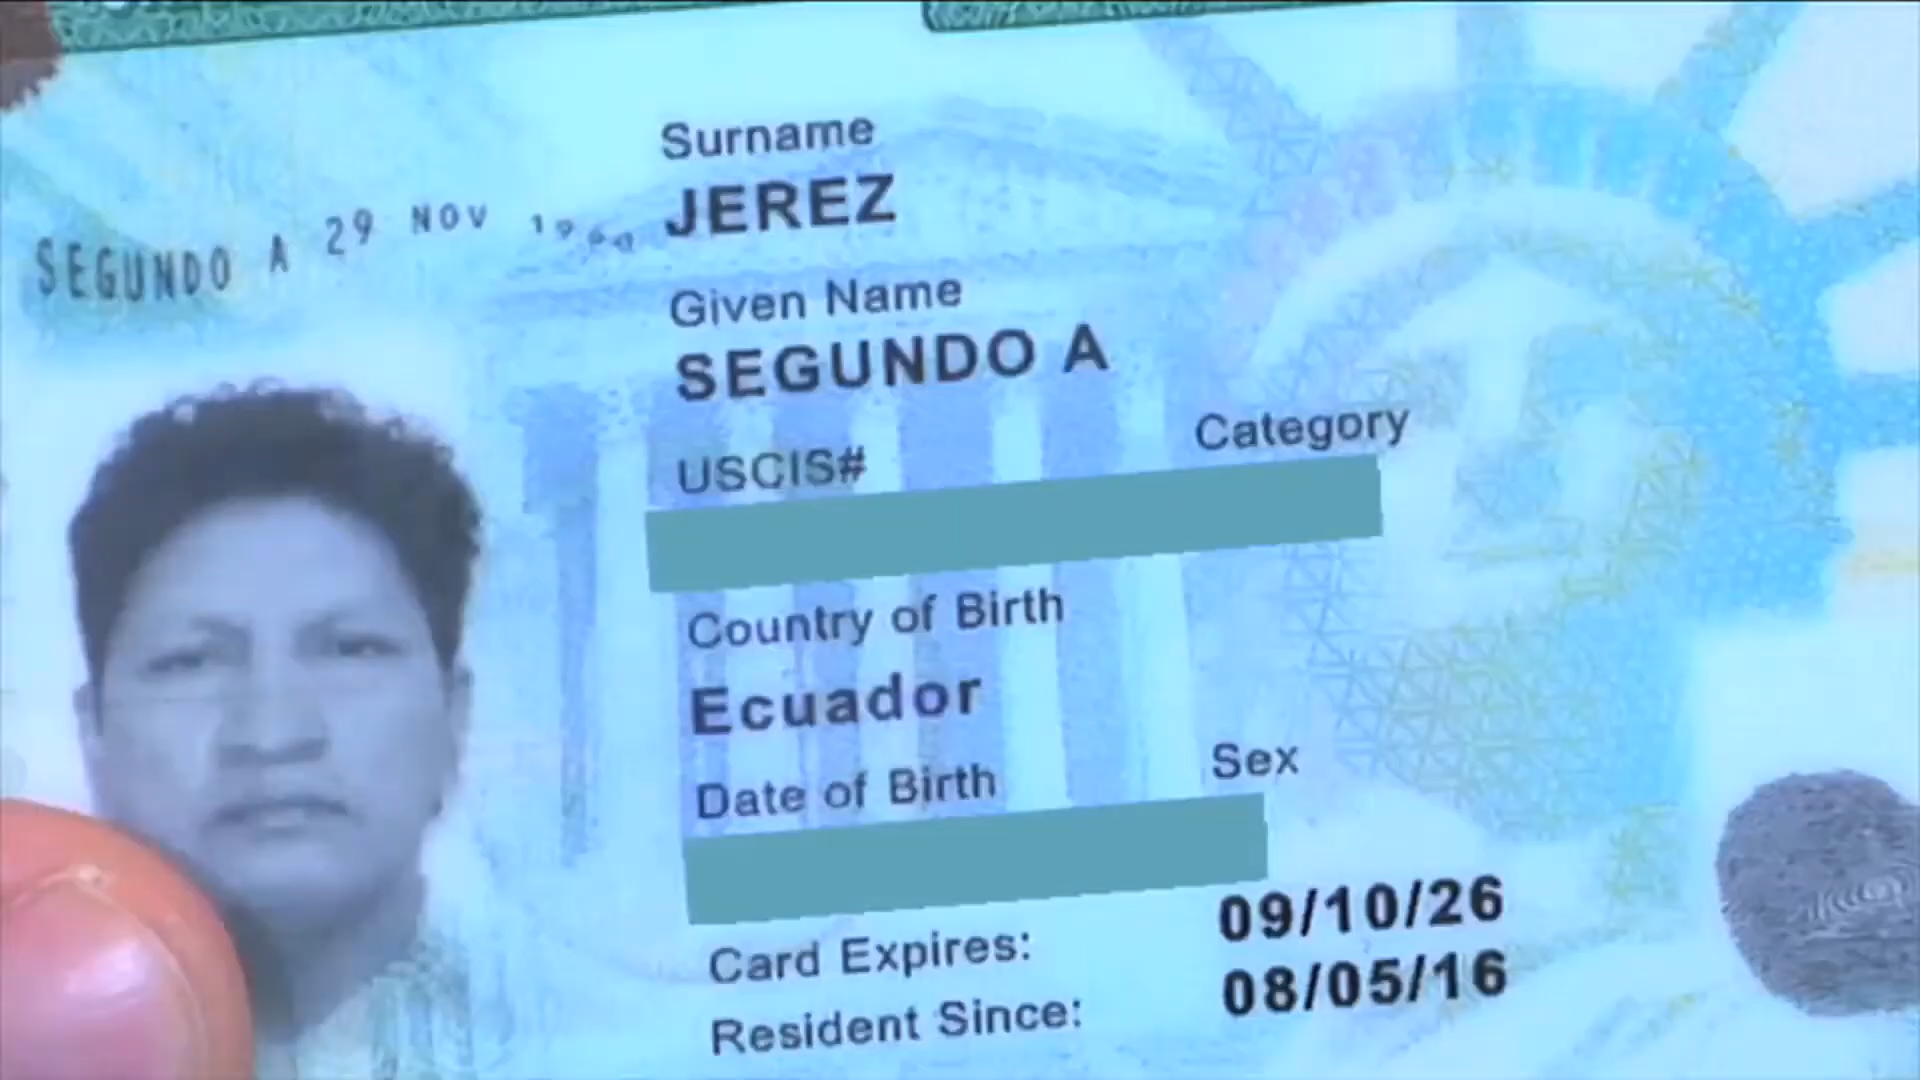 SEGUNDO A 29 NOV
Surname
JEREZ
Given Name
SEGUNDO A
USCIS# Category
Country of Birth
Ecuador
Date of Birth Sex
Card Expires: 09/10/26
Resident Since: 08/05/16